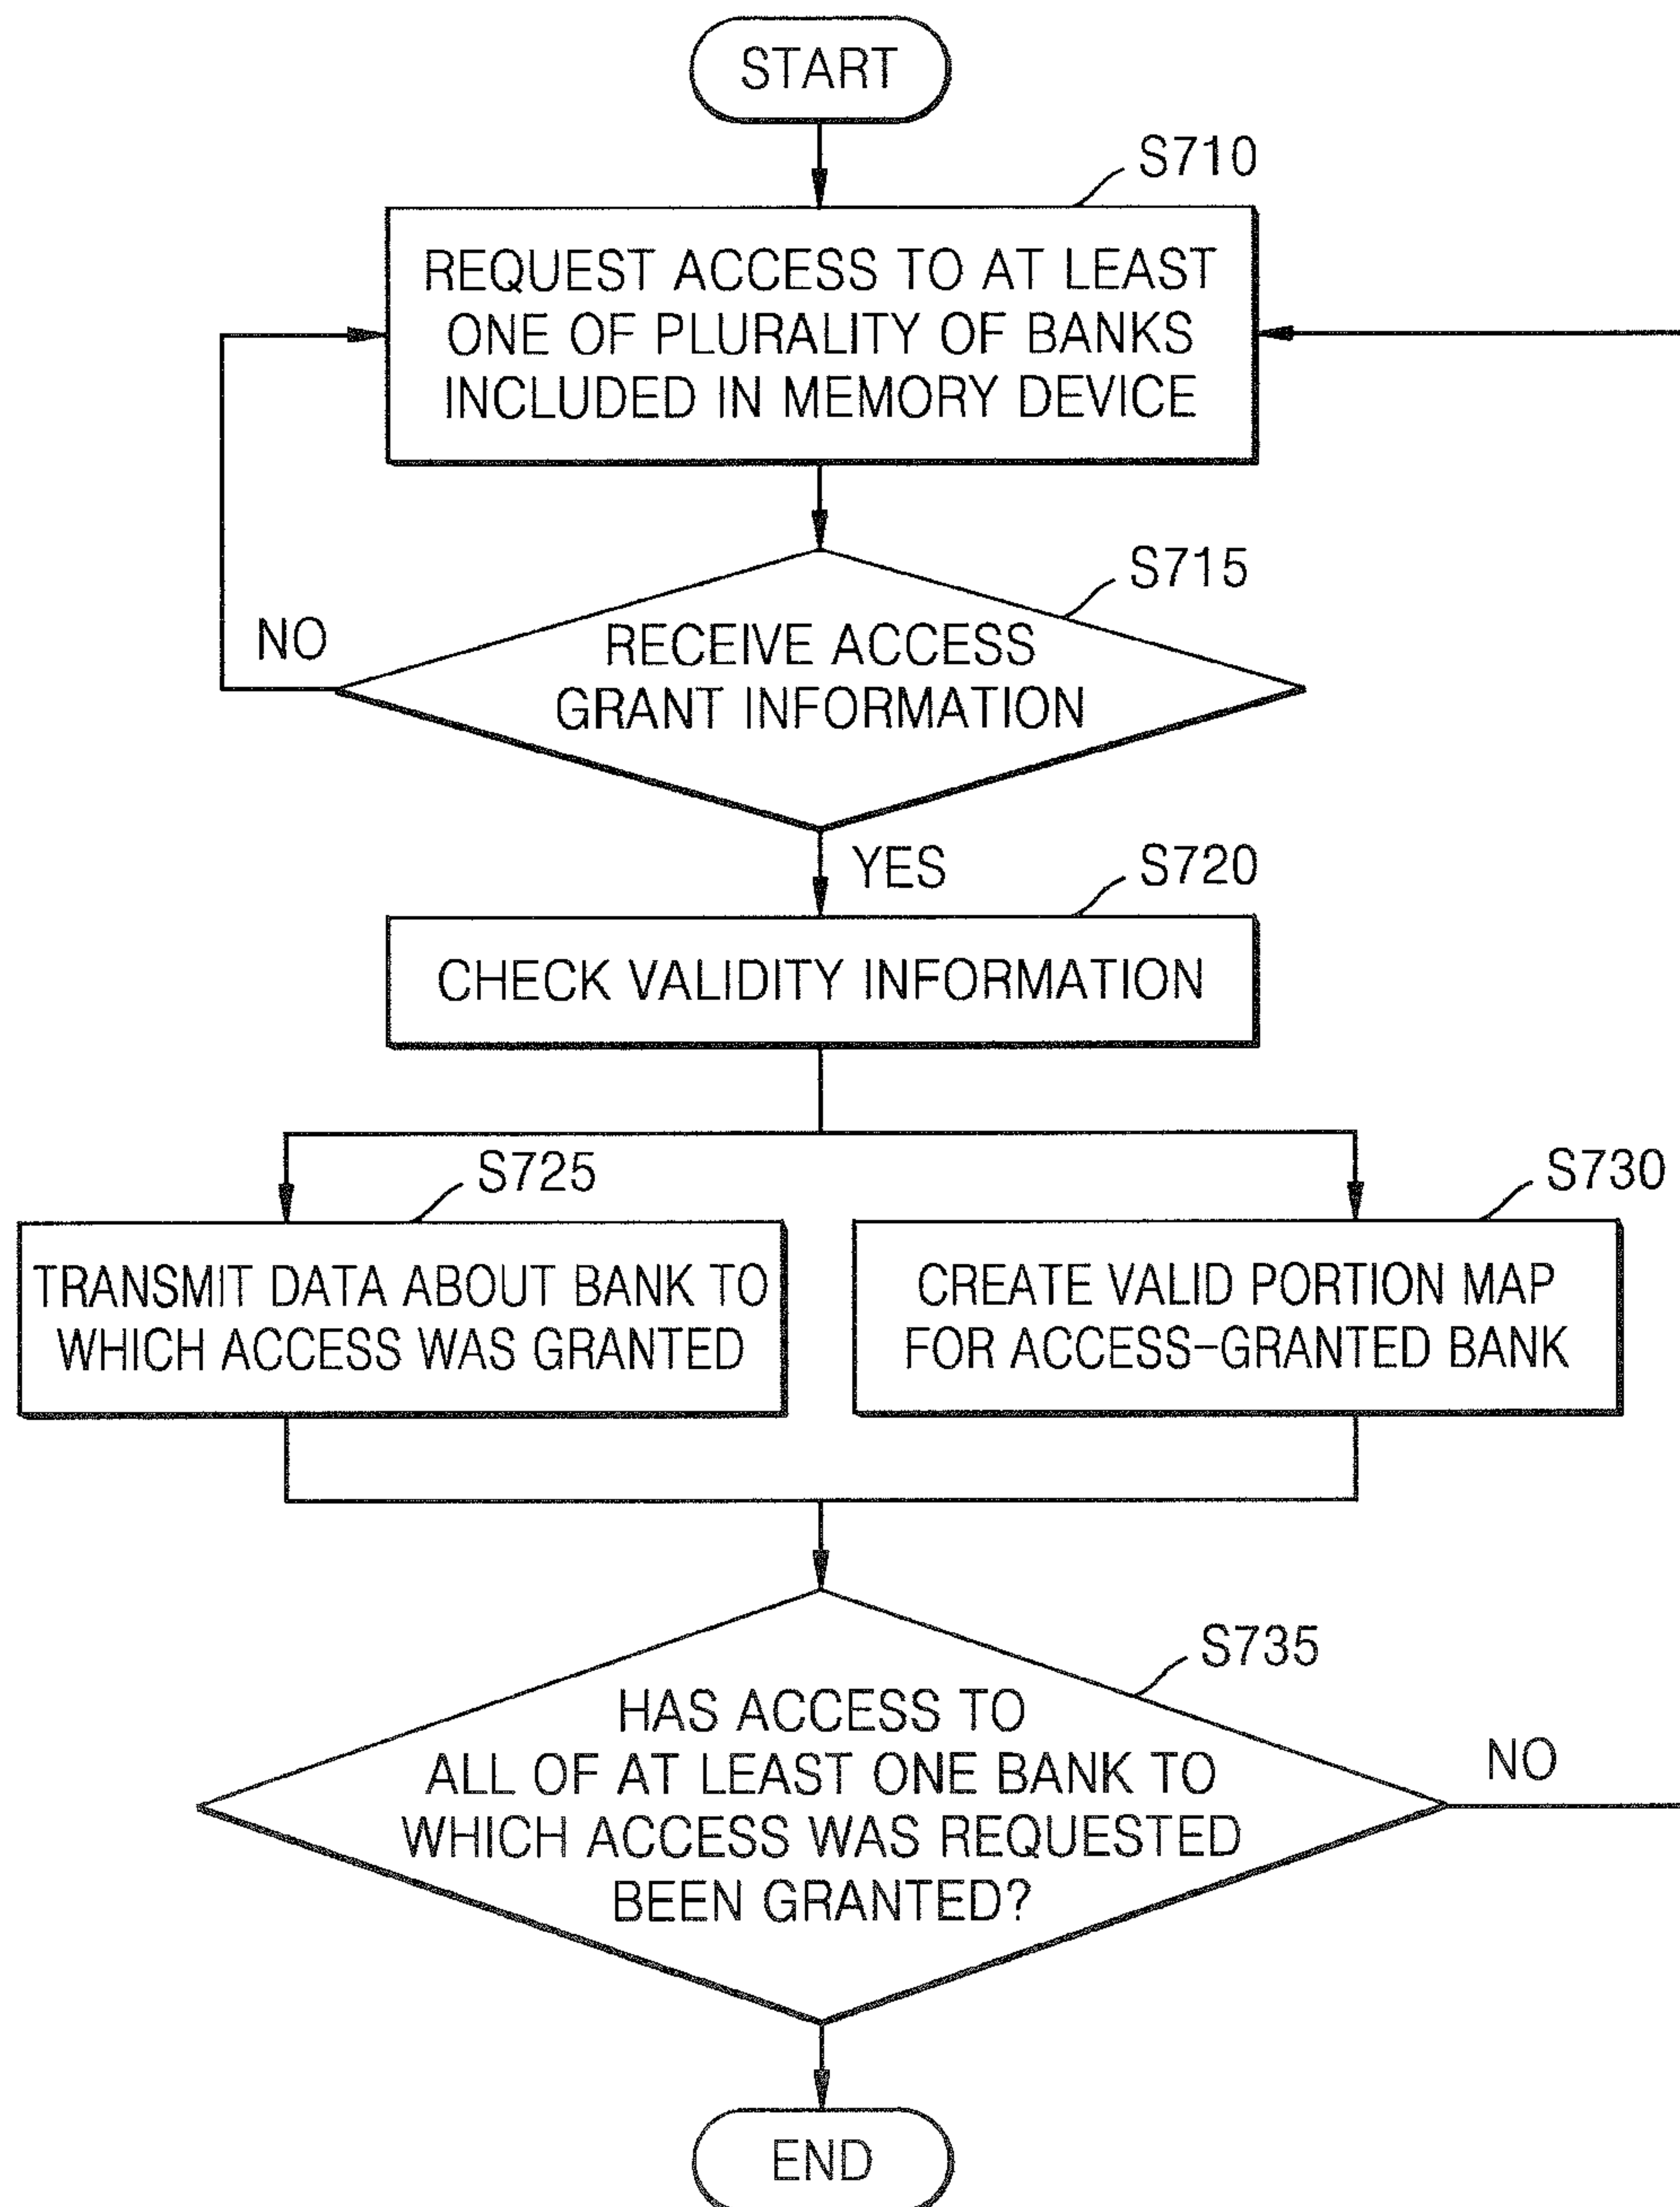 START
S710
REQUEST ACCESS TO AT LEAST
ONE OF PLURALITY OF BANKS
INCLUDED IN MEMORY DEVICE
S715
NO
RECEIVE ACCESS
GRANT INFORMATION
YES
S720
CHECK VALIDITY INFORMATION
S725
S730
TRANSMIT DATA ABOUT BANK TO
WHICH ACCESS WAS GRANTED
CREATE VALID PORTION MAP
FOR ACCESS-GRANTED BANK
S735
HAS ACCESS TO
ALL OF AT LEAST ONE BANK TO
WHICH ACCESS WAS REQUESTED
BEEN GRANTED?
NO
END